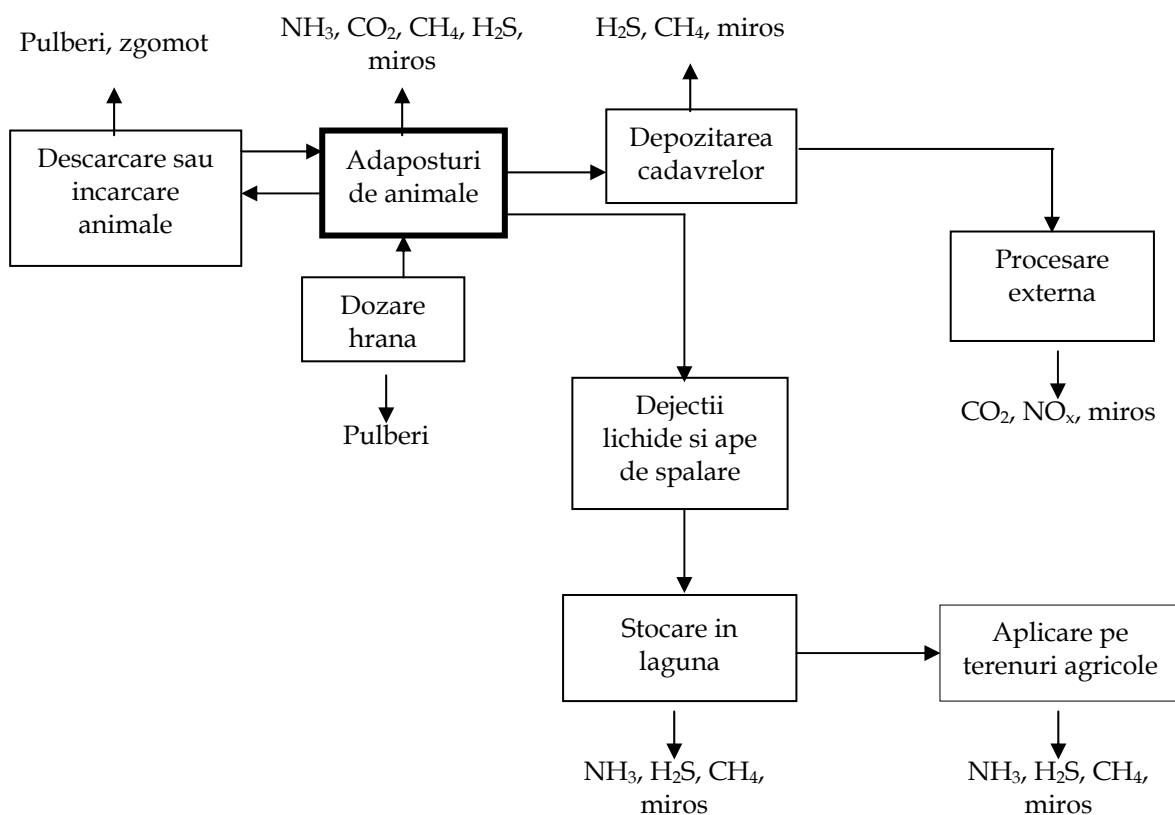 Pulberi, zgomot
NH₃, CO₂, CH₄, H₂S,
miros
H₂S, CH₄, miros
Descarcare sau
incarcare
animale
Adaposturi
de animale
Depozitarea
cadavrelor
Procesare
externa
Dozare
hrana
CO₂, NOₓ, miros
Pulberi
Dejectii
lichide si ape
de spalare
Stocare in
laguna
Aplicare pe
terenuri agricole
NH₃, H₂S, CH₄,
miros
NH₃, H₂S, CH₄,
miros